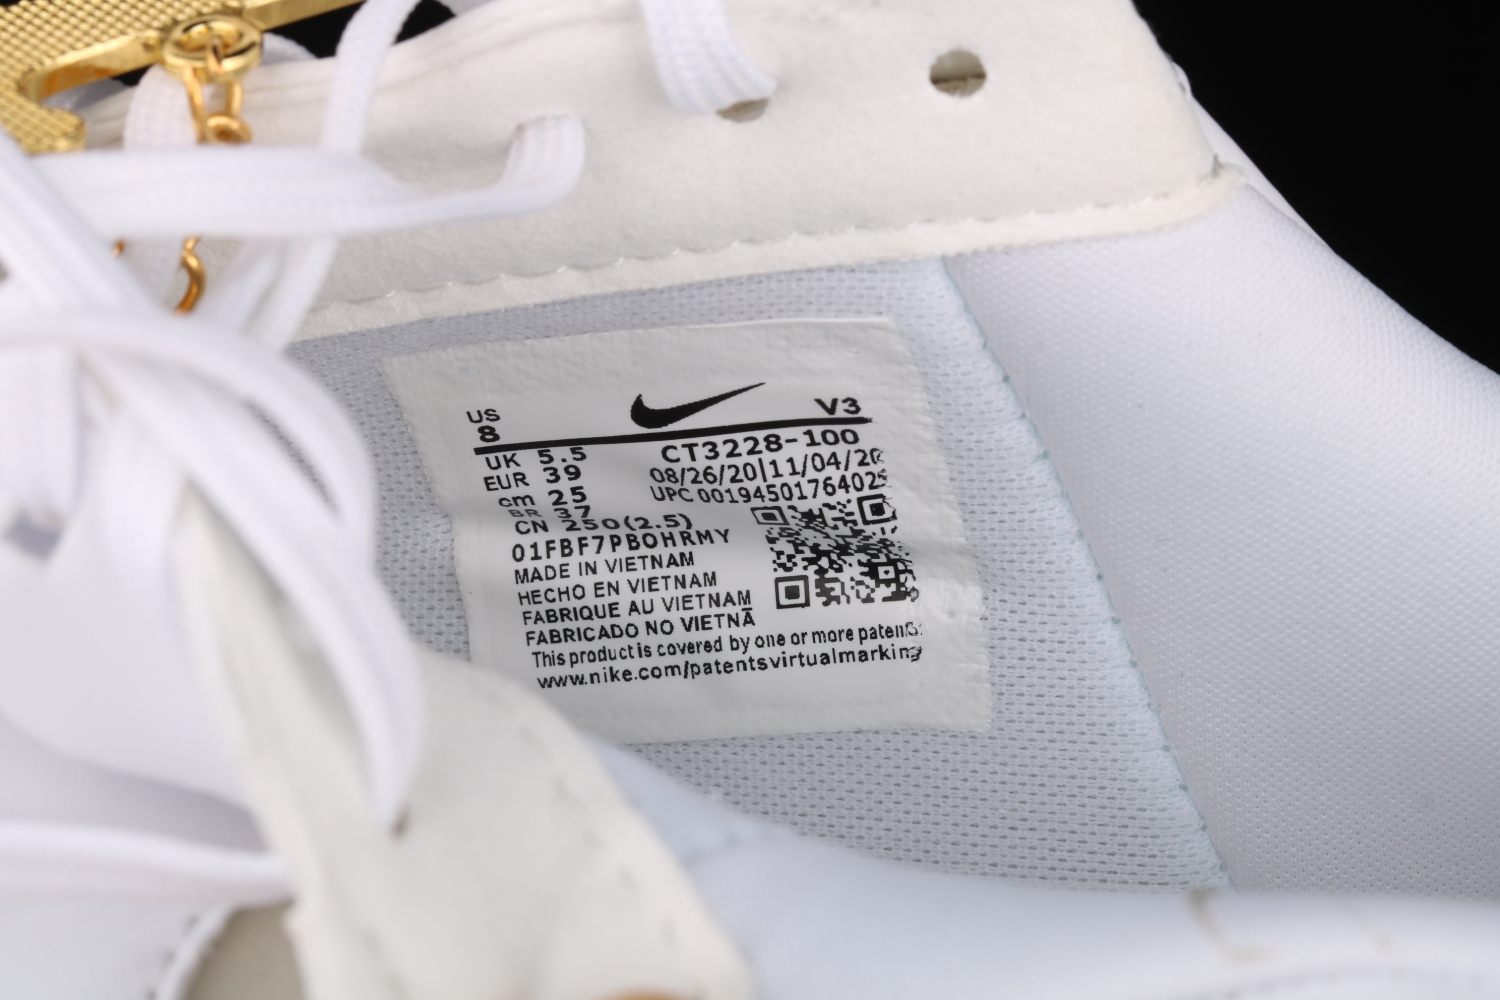 US V3
8
UK 5.5 CT3228-100
EUR 39 08/26/20|11/04/20
cm 25 UPC 00194501764025
BR 37
CN 250(2.5)
01FBF7PBOHRMY
MADE IN VIETNAM
HECHO EN VIETNAM
FABRIQUE AU VIETNAM
FABRICADO NO VIETNÃ
This product is covered by one or more patents.
www.nike.com/patentsvirtualmarking